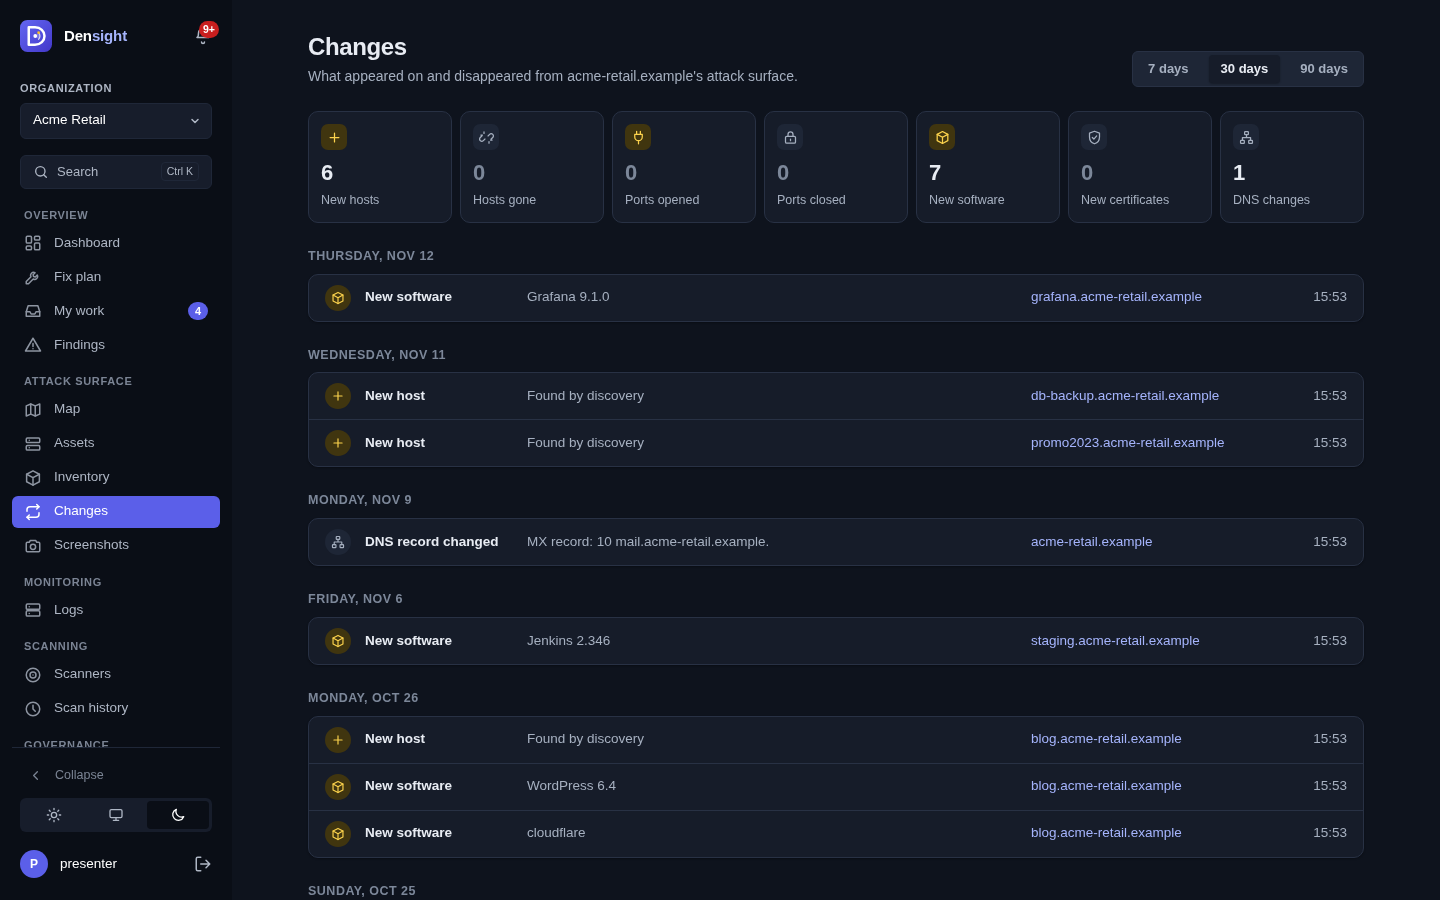 Densight
9+
ORGANIZATION
Acme Retail
Search Ctrl K
OVERVIEW
Dashboard
Fix plan
My work 4
Findings
ATTACK SURFACE
Map
Assets
Inventory
Changes
Screenshots
MONITORING
Logs
SCANNING
Scanners
Scan history
GOVERNANCE
Collapse
P presenter
Changes
What appeared on and disappeared from acme-retail.example's attack surface.
7 days 30 days 90 days
6
New hosts
0
Hosts gone
0
Ports opened
0
Ports closed
7
New software
0
New certificates
1
DNS changes
THURSDAY, NOV 12
New software Grafana 9.1.0 grafana.acme-retail.example 15:53
WEDNESDAY, NOV 11
New host Found by discovery db-backup.acme-retail.example 15:53
New host Found by discovery promo2023.acme-retail.example 15:53
MONDAY, NOV 9
DNS record changed MX record: 10 mail.acme-retail.example. acme-retail.example 15:53
FRIDAY, NOV 6
New software Jenkins 2.346 staging.acme-retail.example 15:53
MONDAY, OCT 26
New host Found by discovery blog.acme-retail.example 15:53
New software WordPress 6.4 blog.acme-retail.example 15:53
New software cloudflare blog.acme-retail.example 15:53
SUNDAY, OCT 25